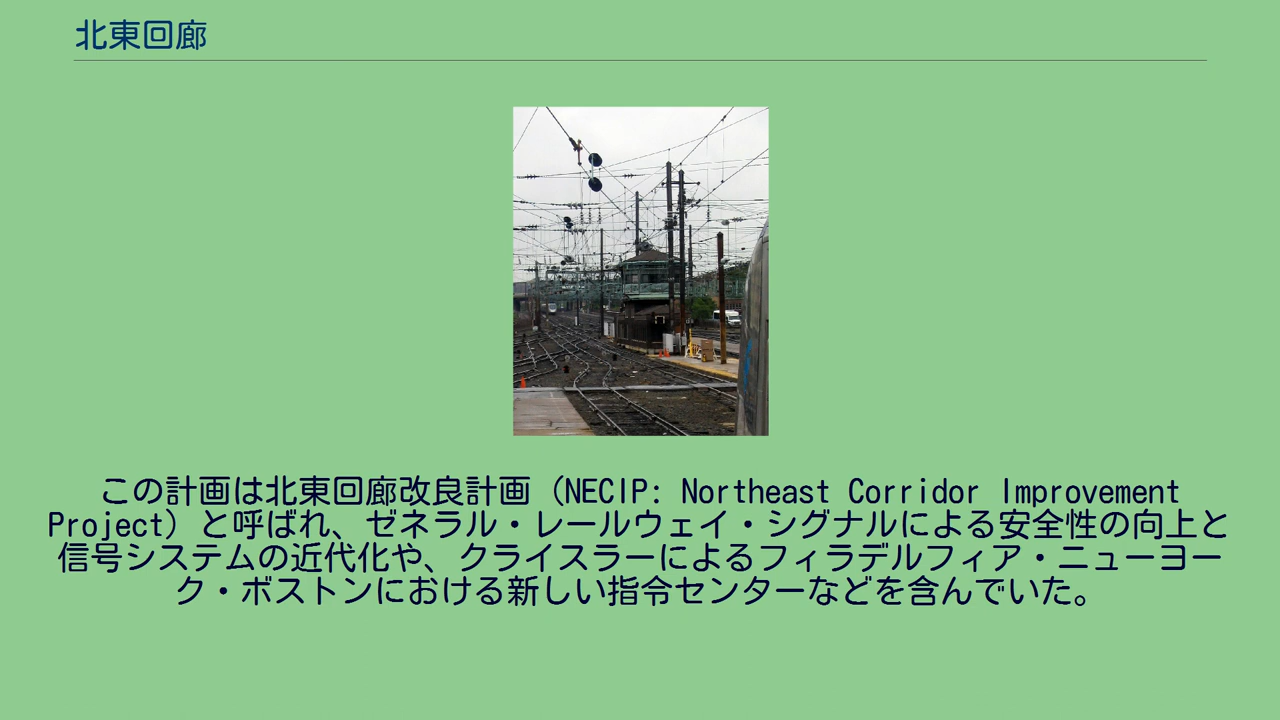 北東回廊
この計画は北東回廊改良計画（NECIP: Northeast Corridor Improvement
Project）と呼ばれ、ゼネラル・レールウェイ・シグナルによる安全性の向上と
信号システムの近代化や、クライスラーによるフィラデルフィア・ニューヨー
ク・ボストンにおける新しい指令センターなどを含んでいた。